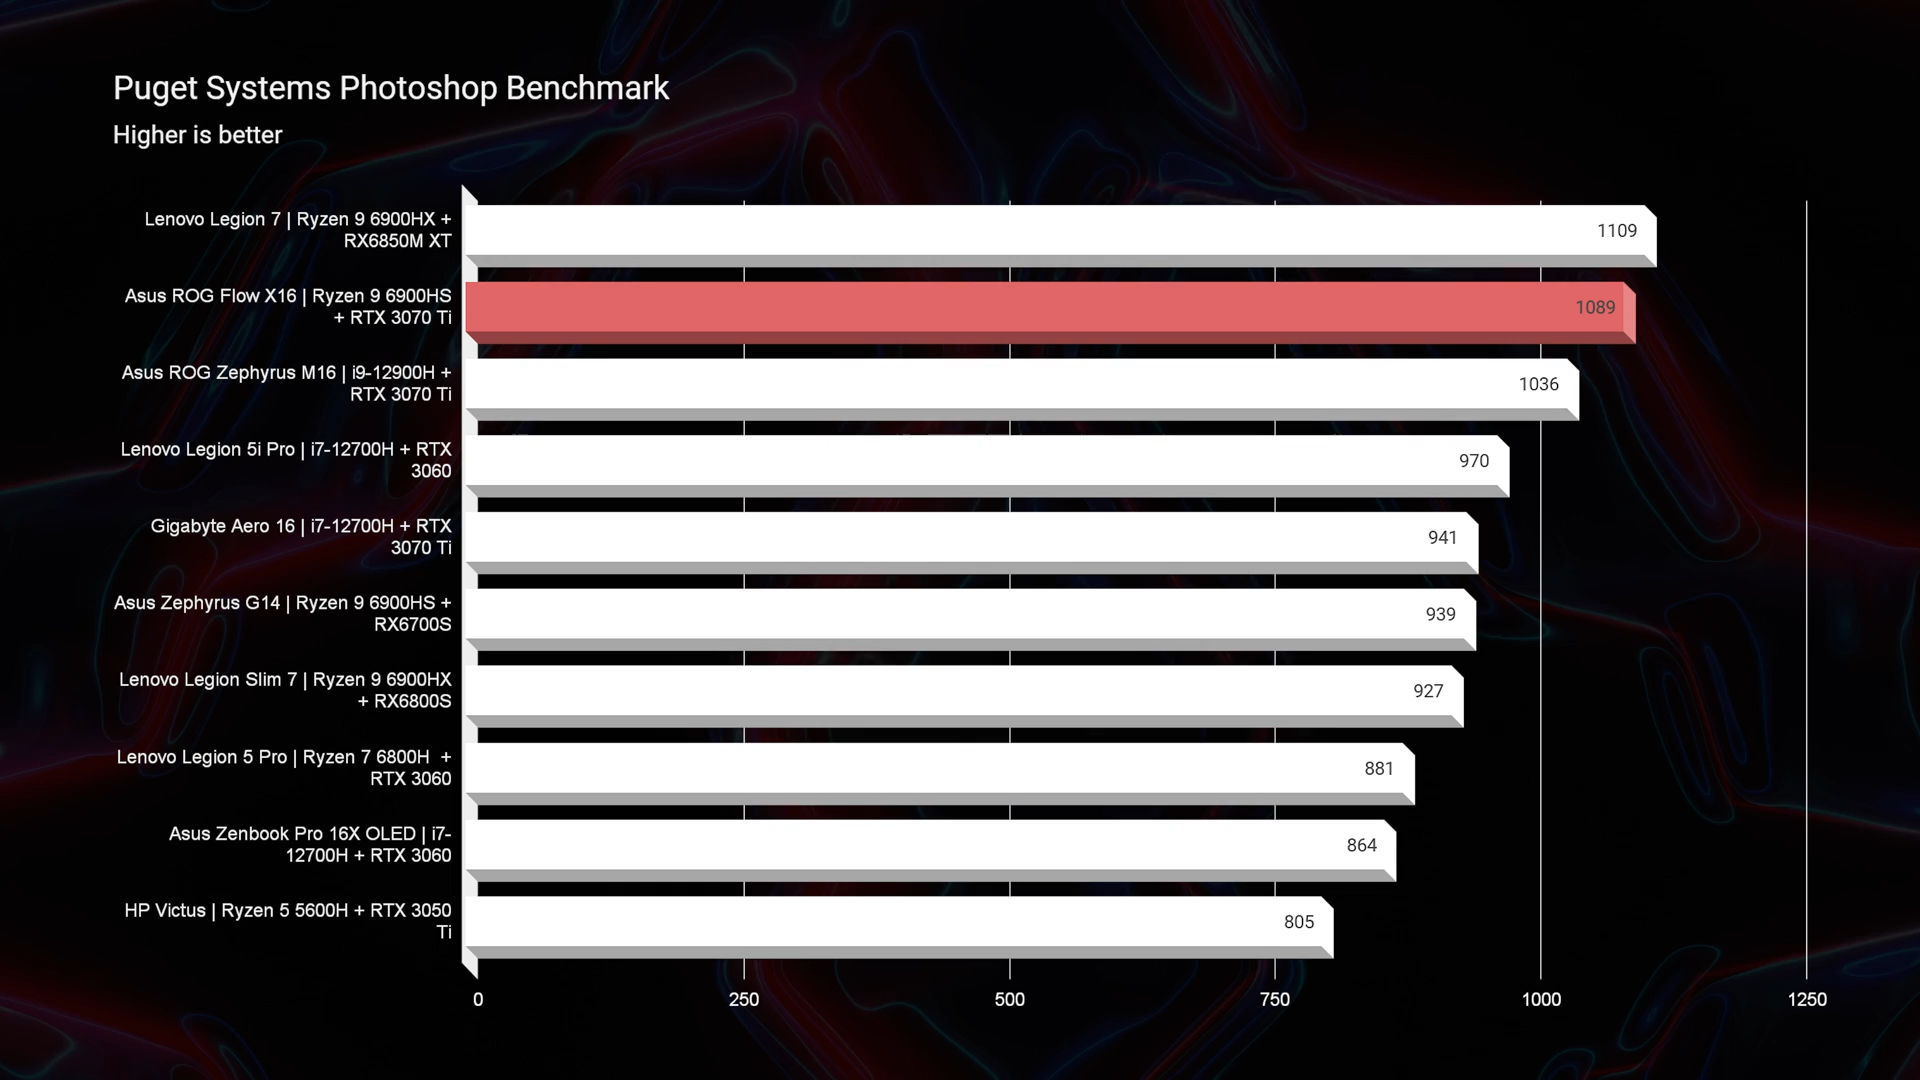 Puget Systems Photoshop Benchmark
Higher is better
Lenovo Legion 7 | Ryzen 9 6900HX +
RX6850M XT
1109
Asus ROG Flow X16 | Ryzen 9 6900HS
+ RTX 3070 Ti
1089
Asus ROG Zephyrus M16 | i9-12900H +
RTX 3070 Ti
1036
Lenovo Legion 5i Pro | i7-12700H + RTX
3060
970
Gigabyte Aero 16 | i7-12700H + RTX
3070 Ti
941
Asus Zephyrus G14 | Ryzen 9 6900HS +
RX6700S
939
Lenovo Legion Slim 7 | Ryzen 9 6900HX
+ RX6800S
927
Lenovo Legion 5 Pro | Ryzen 7 6800H  +
RTX 3060
881
Asus Zenbook Pro 16X OLED | i7-
12700H + RTX 3060
864
HP Victus | Ryzen 5 5600H + RTX 3050
Ti
805
0 250 500 750 1000 1250